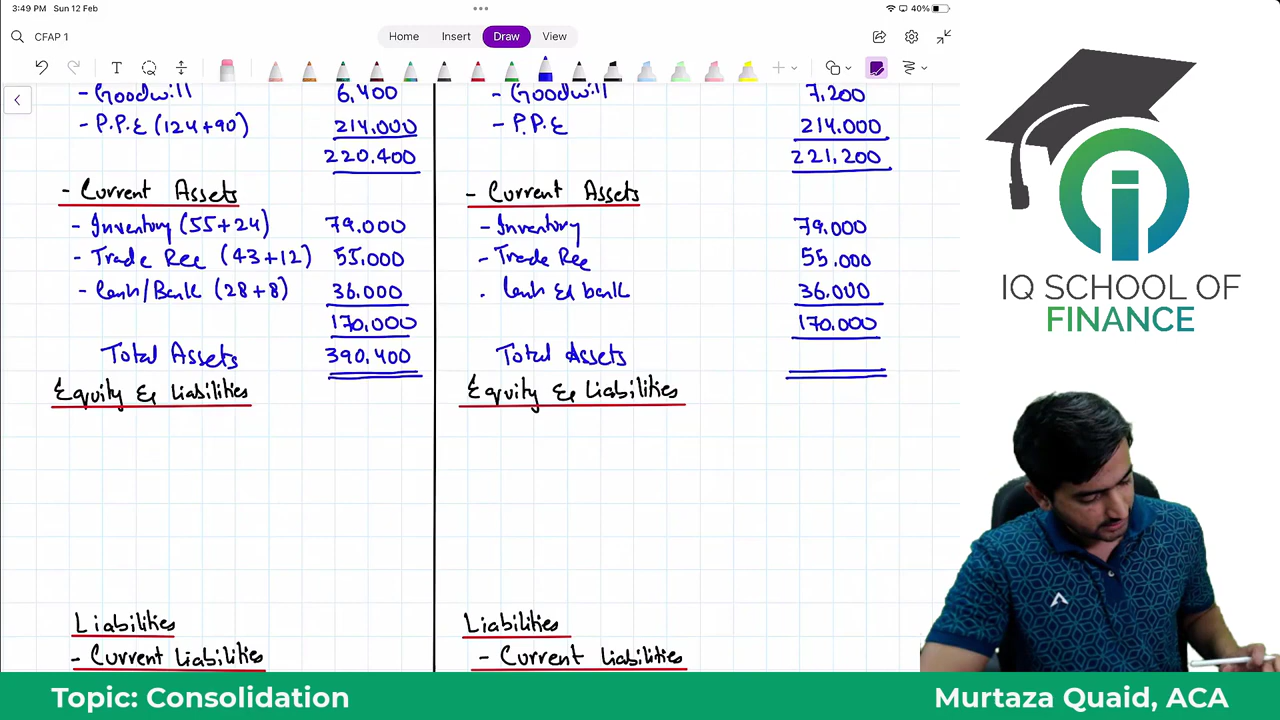 3:49 PM Sun 12 Feb
40%
CFAP 1
Home Insert Draw View
- Goodwill 6,400
- P.P.E (124+90) 214.000
220.400
- Current Assets
- Inventory (55+24) 79.000
- Trade Rec (43+12) 55.000
- Cash/Bank (28+8) 36.000
170.000
Total Assets 390.400
Equity & Liabilities
Liabilities
- Current Liabilities
- Goodwill 7,200
- P.P.E 214.000
221,200
- Current Assets
- Inventory 79.000
- Trade Rec 55.000
. Cash & bank 36.000
170.000
Total Assets
Equity & Liabilities
Liabilities
- Current Liabilities
IQ SCHOOL OF
FINANCE
Topic: Consolidation
Murtaza Quaid, ACA